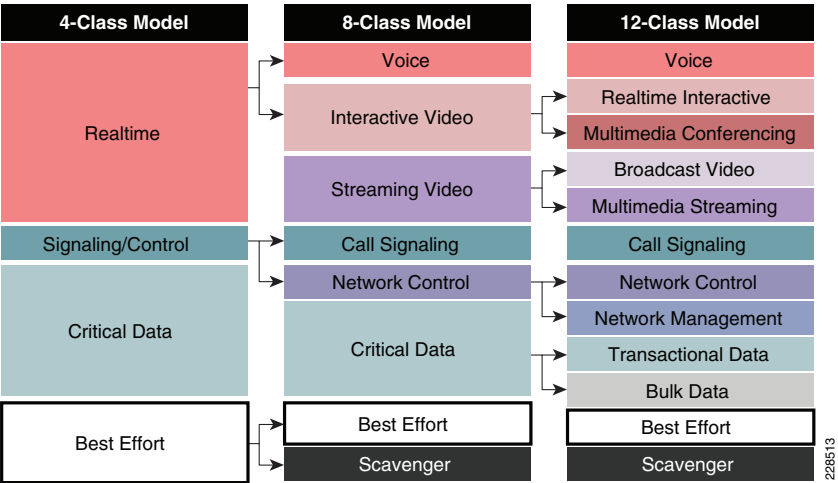 4-Class Model
8-Class Model
12-Class Model
Realtime
Signaling/Control
Critical Data
Best Effort
Voice
Interactive Video
Streaming Video
Call Signaling
Network Control
Critical Data
Best Effort
Scavenger
Voice
Realtime Interactive
Multimedia Conferencing
Broadcast Video
Multimedia Streaming
Call Signaling
Network Control
Network Management
Transactional Data
Bulk Data
Best Effort
Scavenger
228513